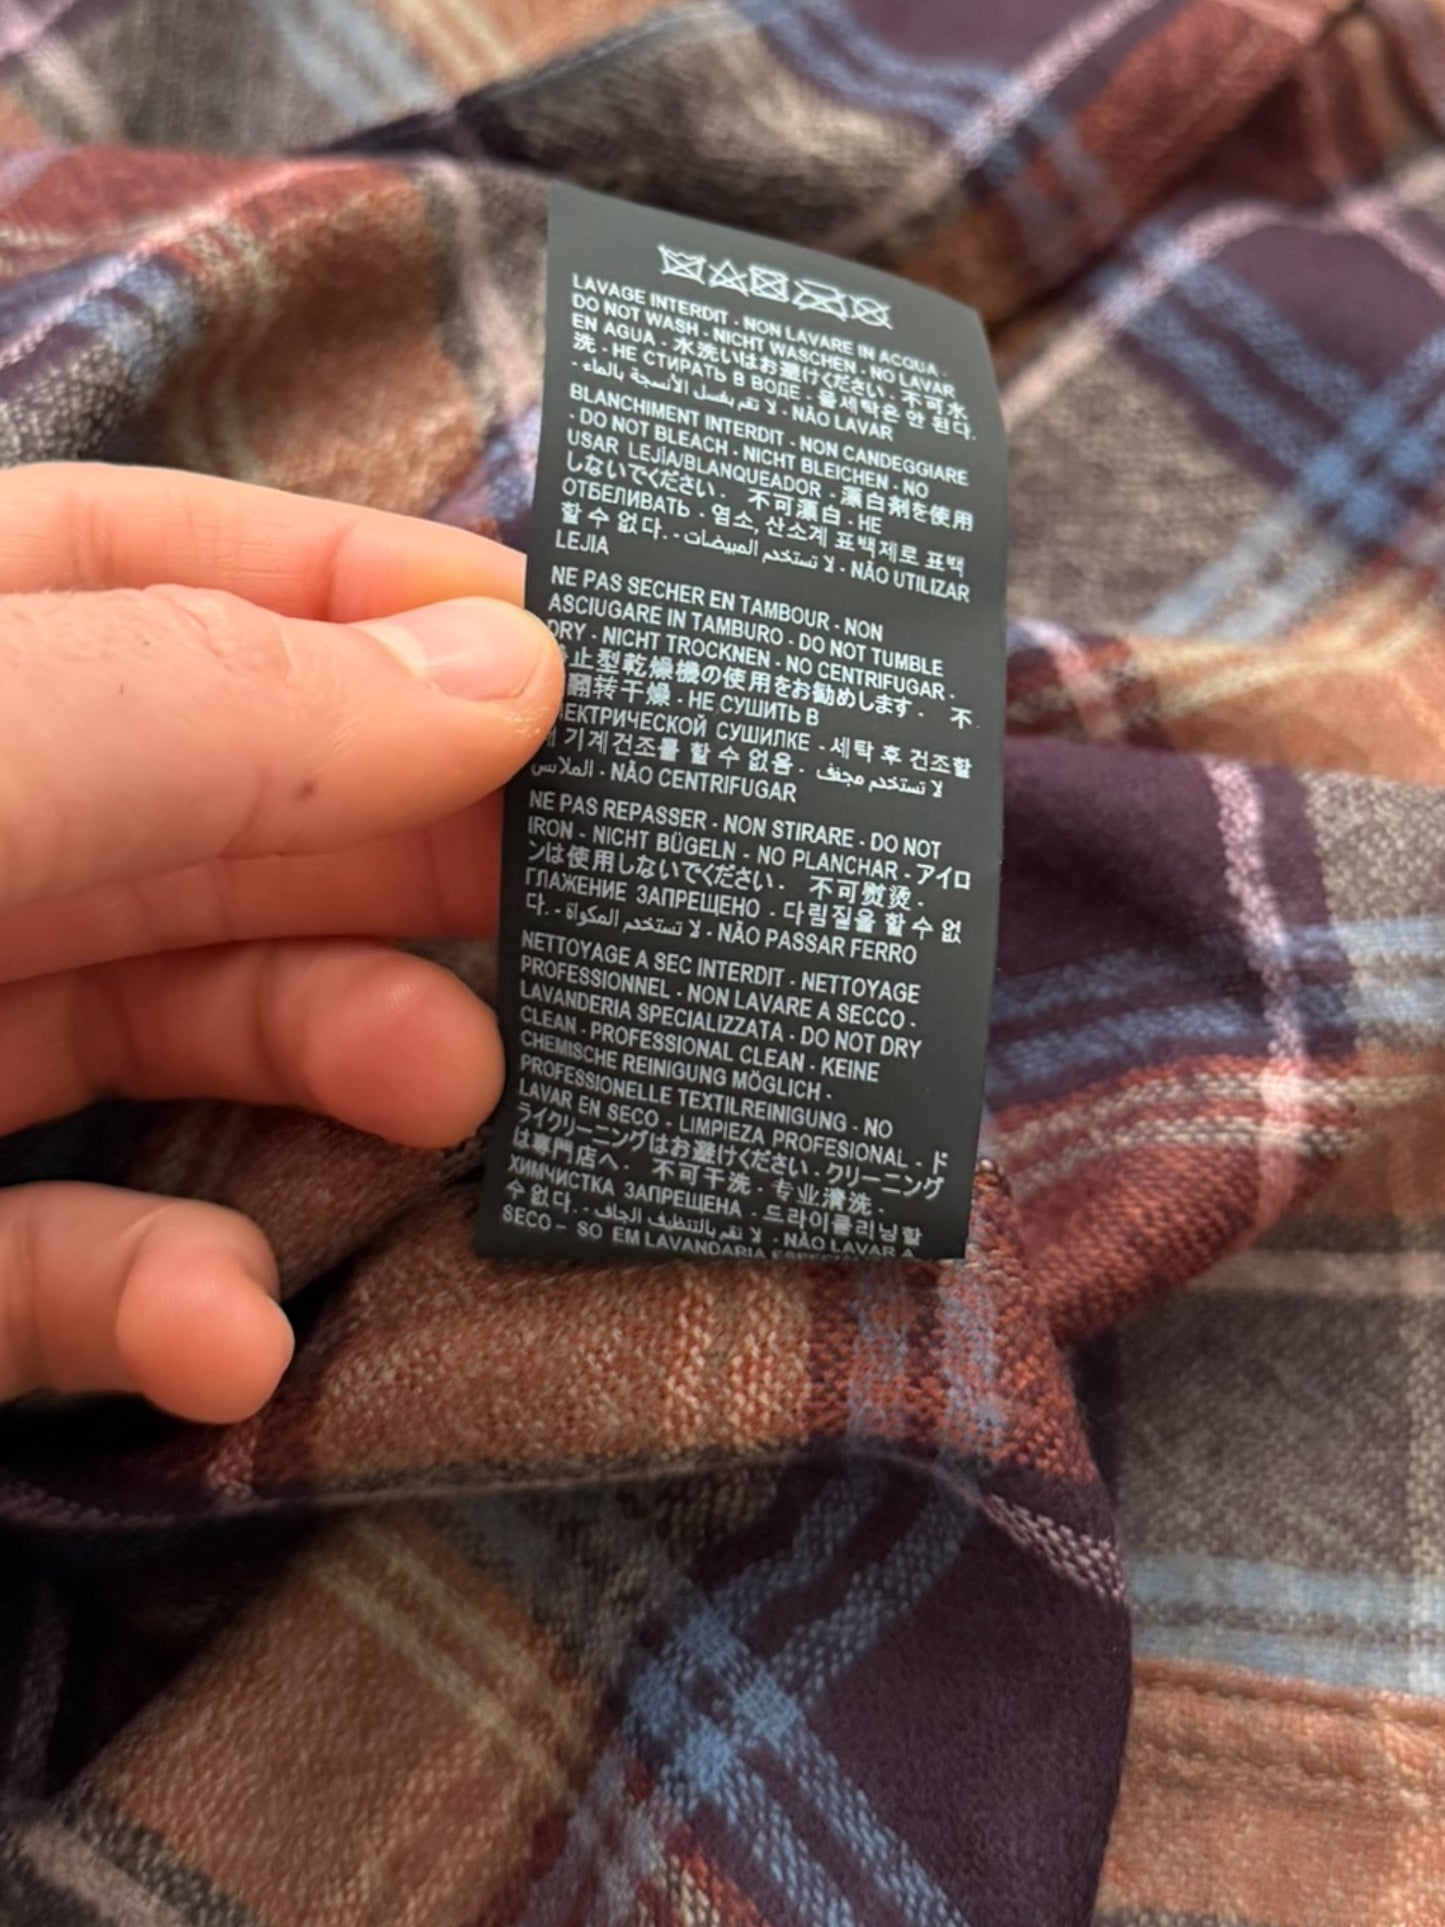 LAVAGE INTERDIT - NON LAVARE IN ACQUA -
DO NOT WASH - NICHT WASCHEN - NO LAVAR
EN AGUA - 水洗いはお避けください - 不可水
洗 - НЕ СТИРАТЬ В ВОДЕ - 물세탁은 안 된다.
- لا تقم بغسل الأنسجة بالماء - NÃO LAVAR
BLANCHIMENT INTERDIT - NON CANDEGGIARE
- DO NOT BLEACH - NICHT BLEICHEN - NO
USAR LEJÍA/BLANQUEADOR - 漂白剤を使用
しないでください - 不可漂白 - НЕ
ОТБЕЛИВАТЬ - 염소, 산소계 표백제로 표백
할 수 없다. - لا تستخدم المبيضات - NÃO UTILIZAR
LEJIA
NE PAS SECHER EN TAMBOUR - NON
ASCIUGARE IN TAMBURO - DO NOT TUMBLE
DRY - NICHT TROCKNEN - NO CENTRIFUGAR -
止型乾燥機の使用をお勧めします - 不
翻转干燥 - НЕ СУШИТЬ В
ЕКТРИЧЕСКОЙ СУШИЛКЕ - 세탁 후 건조할
기계건조를 할 수 없음 - لا تستخدم مجفف
الملابس - NÃO CENTRIFUGAR
NE PAS REPASSER - NON STIRARE - DO NOT
IRON - NICHT BÜGELN - NO PLANCHAR - アイロ
ンは使用しないでください - 不可熨烫 -
ГЛАЖЕНИЕ ЗАПРЕЩЕНО - 다림질을 할 수 없
다. - لا تستخدم المكواة - NÃO PASSAR FERRO
NETTOYAGE A SEC INTERDIT - NETTOYAGE
PROFESSIONNEL - NON LAVARE A SECCO -
LAVANDERIA SPECIALIZZATA - DO NOT DRY
CLEAN - PROFESSIONAL CLEAN - KEINE
CHEMISCHE REINIGUNG MÖGLICH -
PROFESSIONELLE TEXTILREINIGUNG - NO
LAVAR EN SECO - LIMPIEZA PROFESIONAL - ド
ライクリーニングはお避けください - クリーニング
は専門店へ - 不可干洗 - 专业清洗 -
ХИМЧИСТКА ЗАПРЕЩЕНА - 드라이클리닝할
수 없다. - لا تقم بالتنظيف الجاف - NÃO LAVAR A
SECO - SO EM LAVANDARIA